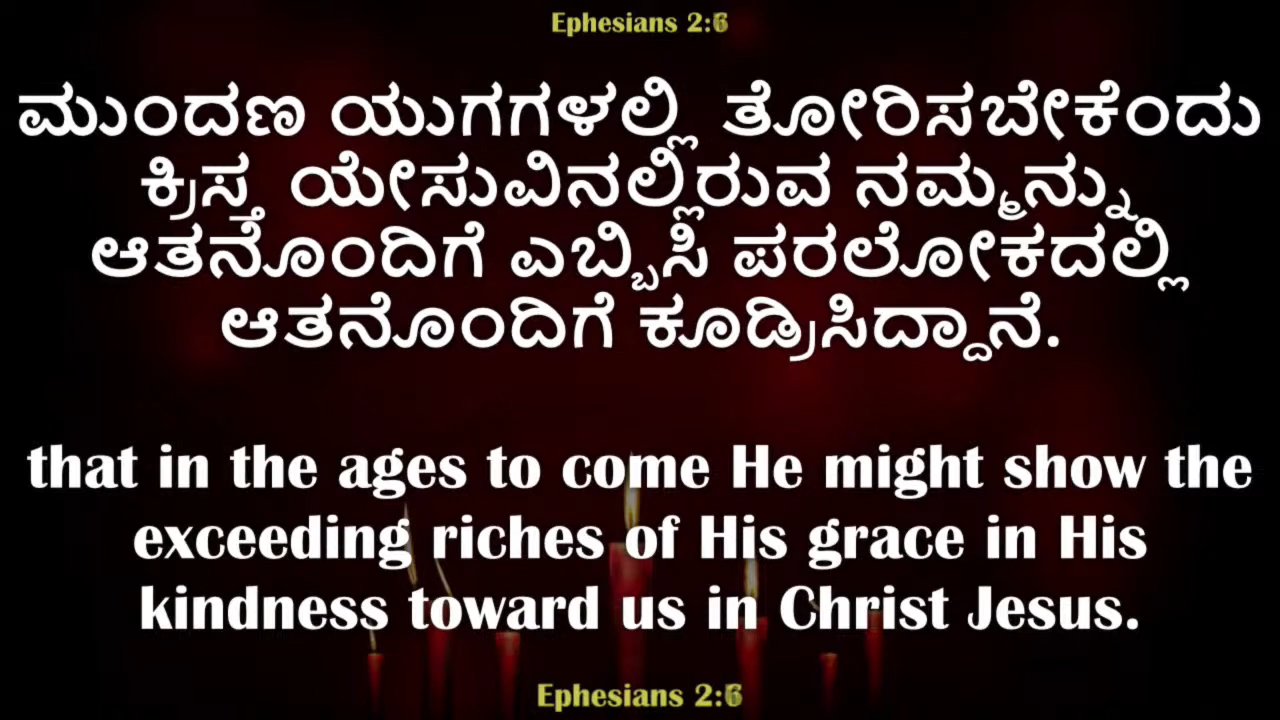 Ephesians 2:6
ಮುಂದಣ ಯುಗಗಳಲ್ಲಿ ತೋರಿಸಬೇಕೆಂದು
ಕ್ರಿಸ್ತ ಯೇಸುವಿನಲ್ಲಿರುವ ನಮ್ಮನ್ನು
ಆತನೊಂದಿಗೆ ಎಬ್ಬಿಸಿ ಪರಲೋಕದಲ್ಲಿ
ಆತನೊಂದಿಗೆ ಕೂಡ್ರಿಸಿದ್ದಾನೆ.
that in the ages to come He might show the
exceeding riches of His grace in His
kindness toward us in Christ Jesus.
Ephesians 2:6